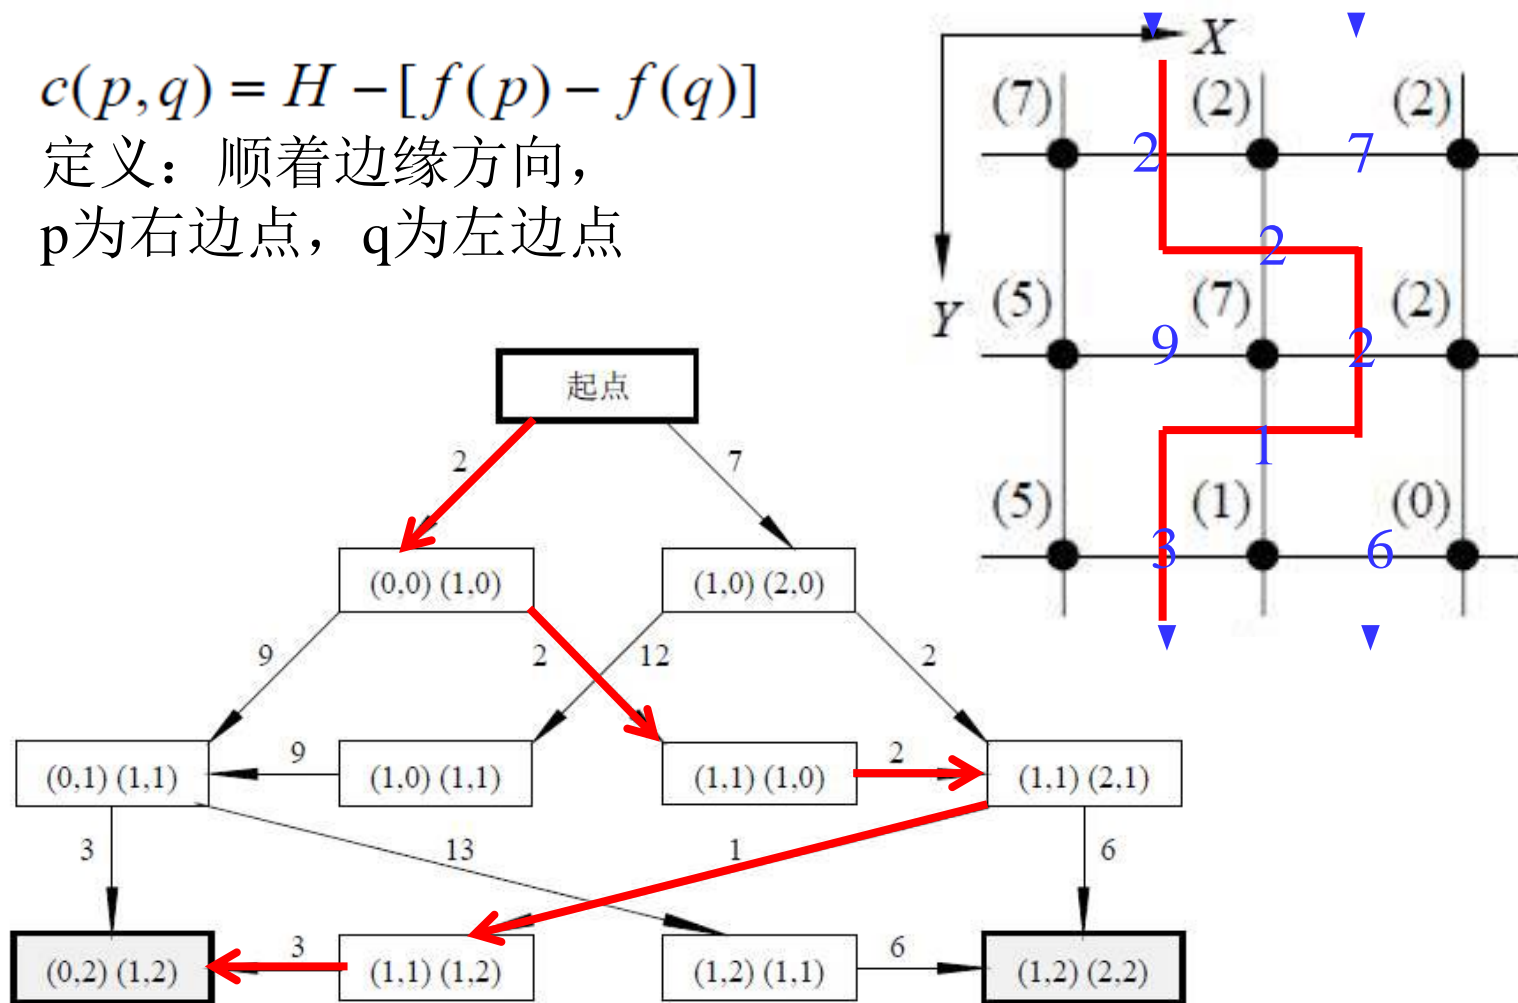 c(p,q) = H −[f(p) − f(q)]
定义：顺着边缘方向，
p为右边点，q为左边点
X
Y
(7) (2) (2)
2 7
2
(5) (7) (2)
9 2
1
(5) (1) (0)
3 6
起点
2 7
(0,0) (1,0) (1,0) (2,0)
9 2 12 2
(0,1) (1,1) 9 (1,0) (1,1) (1,1) (1,0) 2 (1,1) (2,1)
3 13 1 6
(0,2) (1,2) 3 (1,1) (1,2) (1,2) (1,1) 6 (1,2) (2,2)